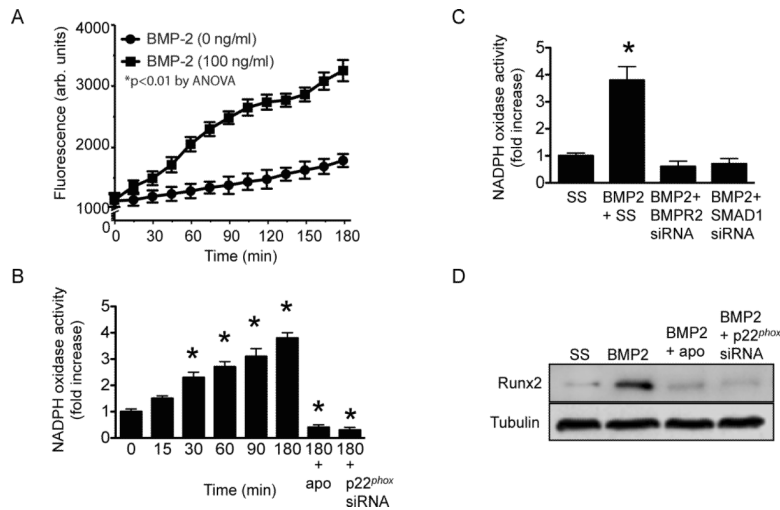 A
Fluorescence (arb. units)
4000
3000
2000
1000
0
BMP-2 (0 ng/ml)
BMP-2 (100 ng/ml)
*p<0.01 by ANOVA
0 30 60 90 120 150 180
Time (min)
B
NADPH oxidase activity
(fold increase)
5
4
3
2
1
0
* * * * * *
0 15 30 60 90 180 180 180
+ +
apo p22phox
siRNA
Time (min)
C
NADPH oxidase activity
(fold increase)
5
4
3
2
1
0
*
SS BMP2 BMP2+ BMP2+
+ SS BMPR2 SMAD1
siRNA siRNA
D
SS BMP2 BMP2 BMP2
+ apo + p22phox
siRNA
Runx2
Tubulin